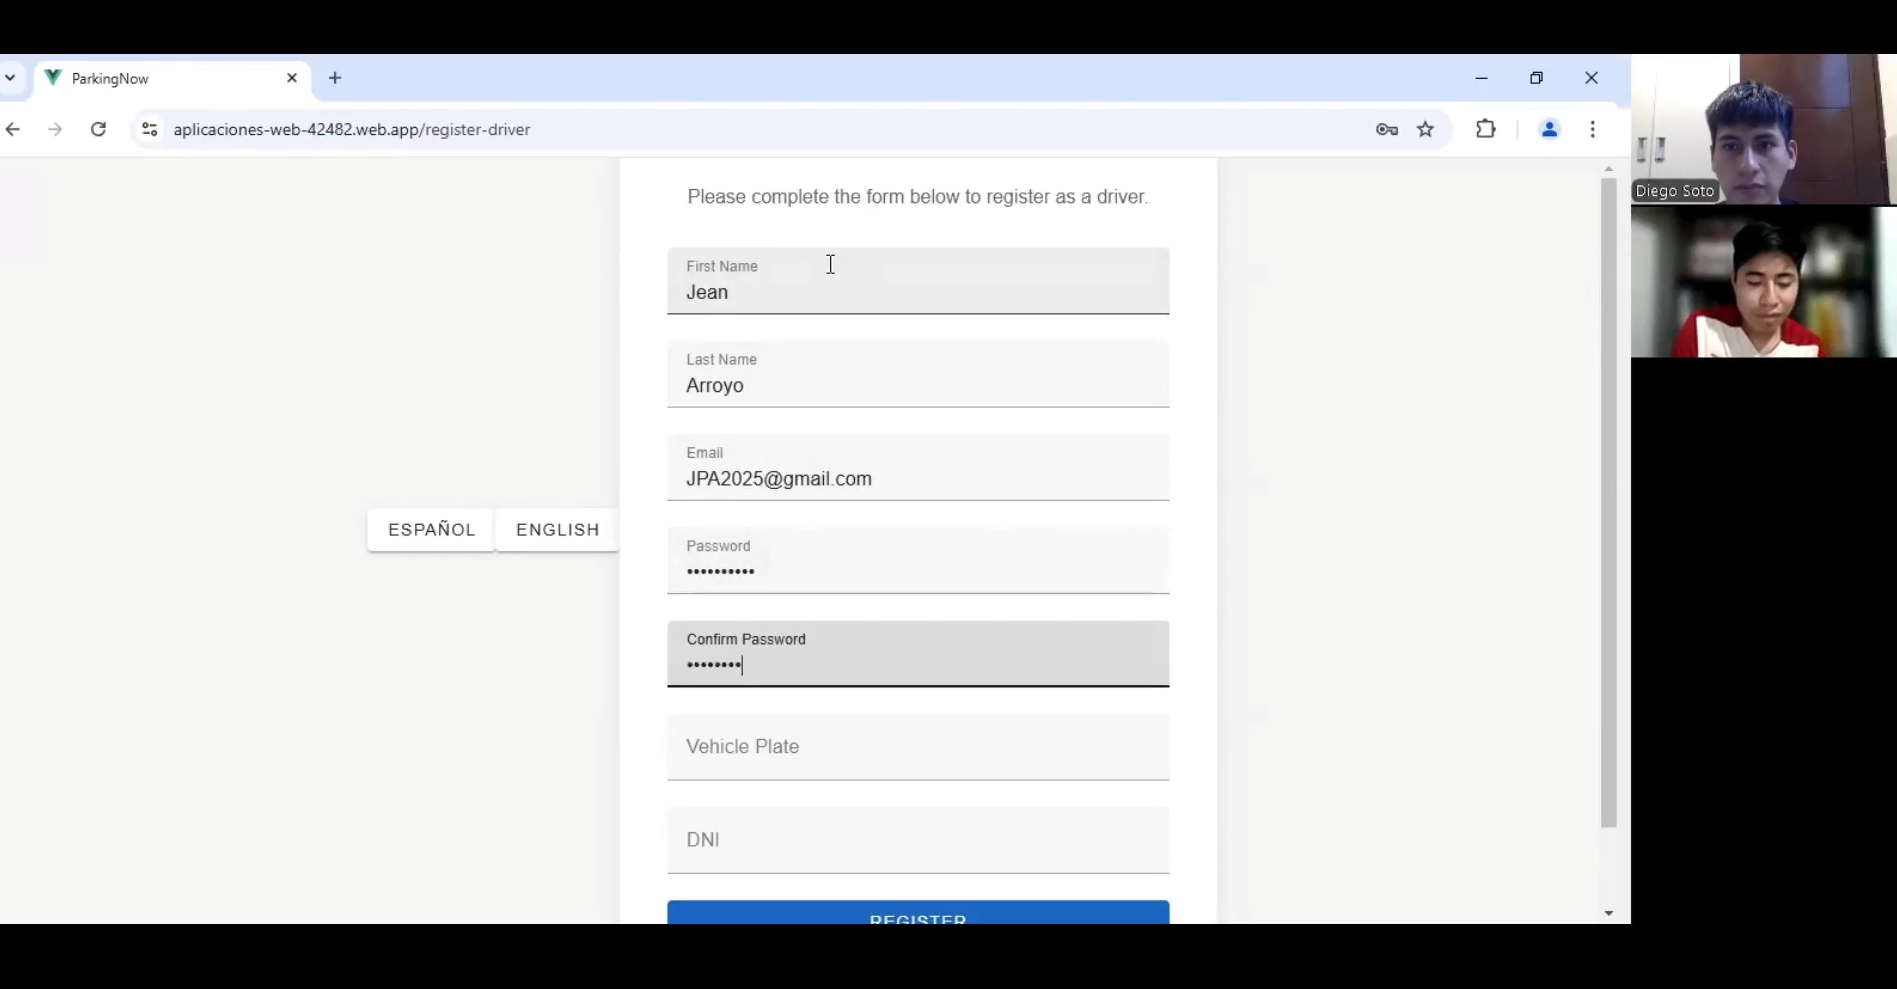 ParkingNow
aplicaciones-web-42482.web.app/register-driver
Diego Soto
Please complete the form below to register as a driver.
First Name
Jean
Last Name
Arroyo
Email
JPA2025@gmail.com
ESPAÑOL ENGLISH
Password
••••••••••
Confirm Password
••••••••
Vehicle Plate
DNI
REGISTER